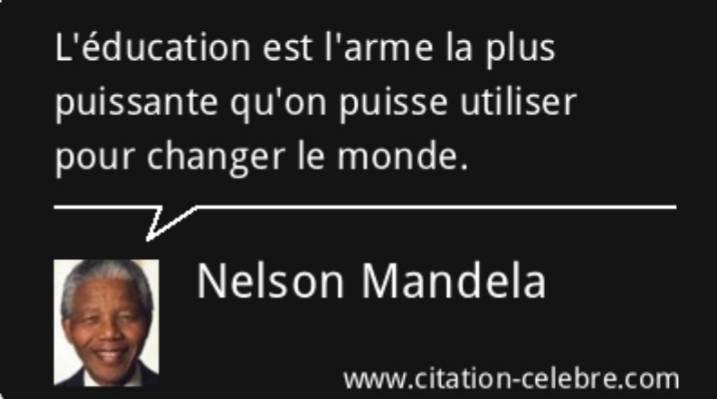 L'éducation est l'arme la plus
puissante qu'on puisse utiliser
pour changer le monde.
Nelson Mandela
www.citation-celebre.com